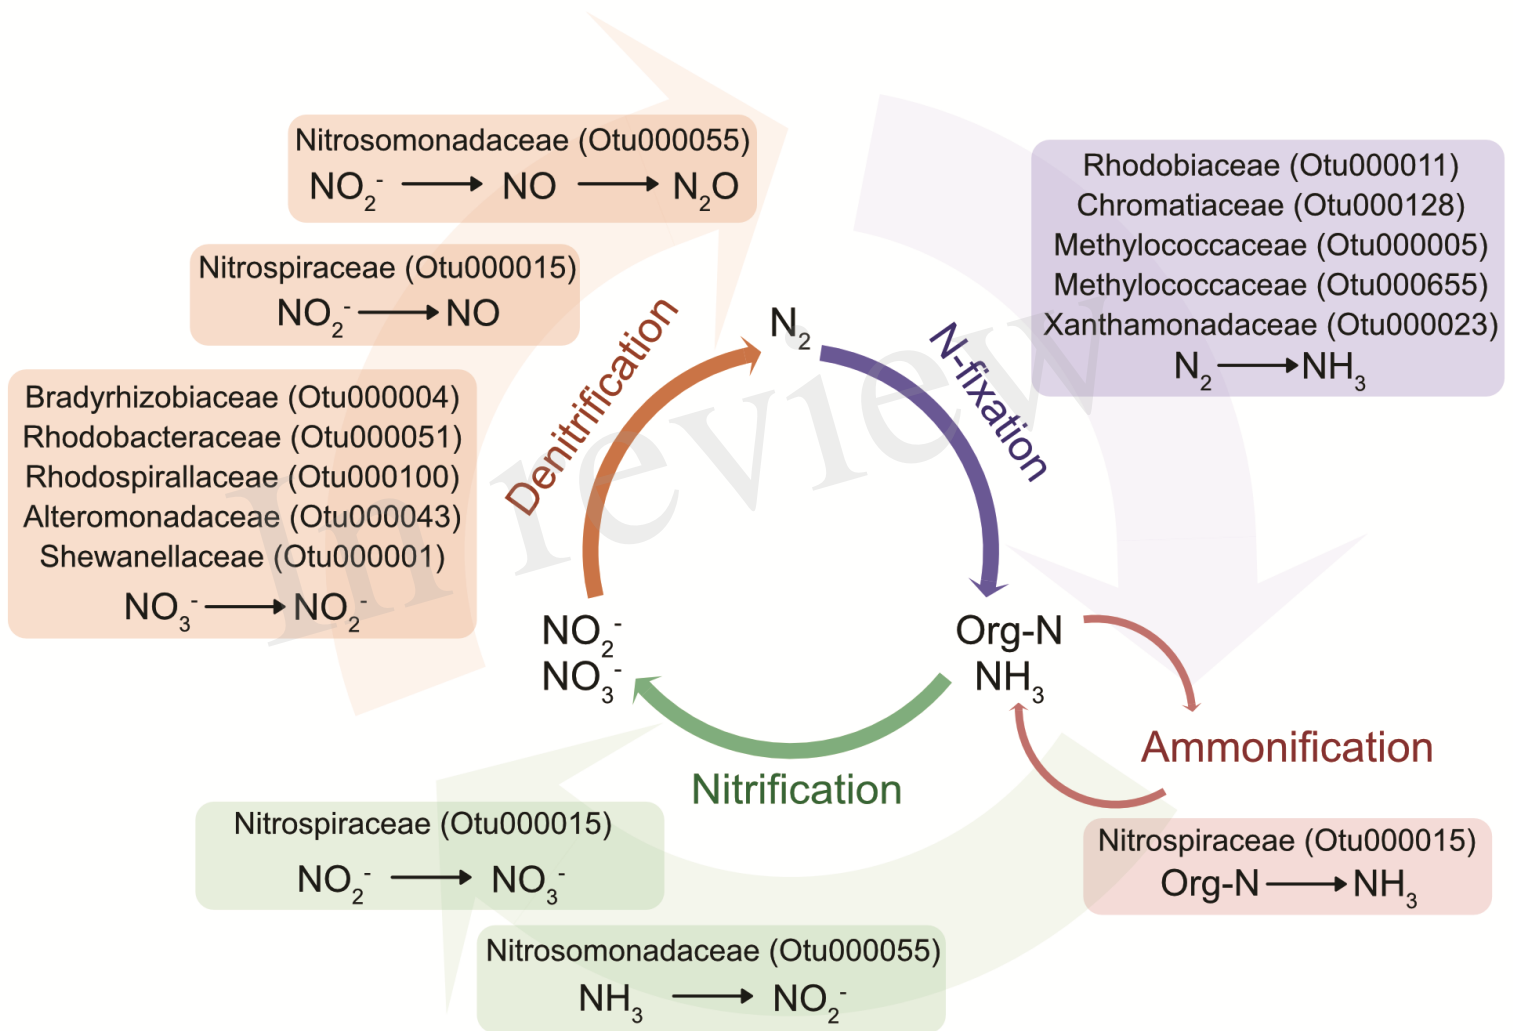 Nitrosomonadaceae (Otu000055)
NO₂⁻ → NO → N₂O
Nitrospiraceae (Otu000015)
NO₂⁻ → NO
Bradyrhizobiaceae (Otu000004)
Rhodobacteraceae (Otu000051)
Rhodospirallaceae (Otu000100)
Alteromonadaceae (Otu000043)
Shewanellaceae (Otu000001)
NO₃⁻ → NO₂⁻
Rhodobiaceae (Otu000011)
Chromatiaceae (Otu000128)
Methylococcaceae (Otu000005)
Methylococcaceae (Otu000655)
Xanthamonadaceae (Otu000023)
N₂ → NH₃
Denitrification
N₂
N-fixation
In review
NO₂⁻
NO₃⁻
Org-N
NH₃
Ammonification
Nitrification
Nitrospiraceae (Otu000015)
NO₂⁻ → NO₃⁻
Nitrospiraceae (Otu000015)
Org-N → NH₃
Nitrosomonadaceae (Otu000055)
NH₃ → NO₂⁻